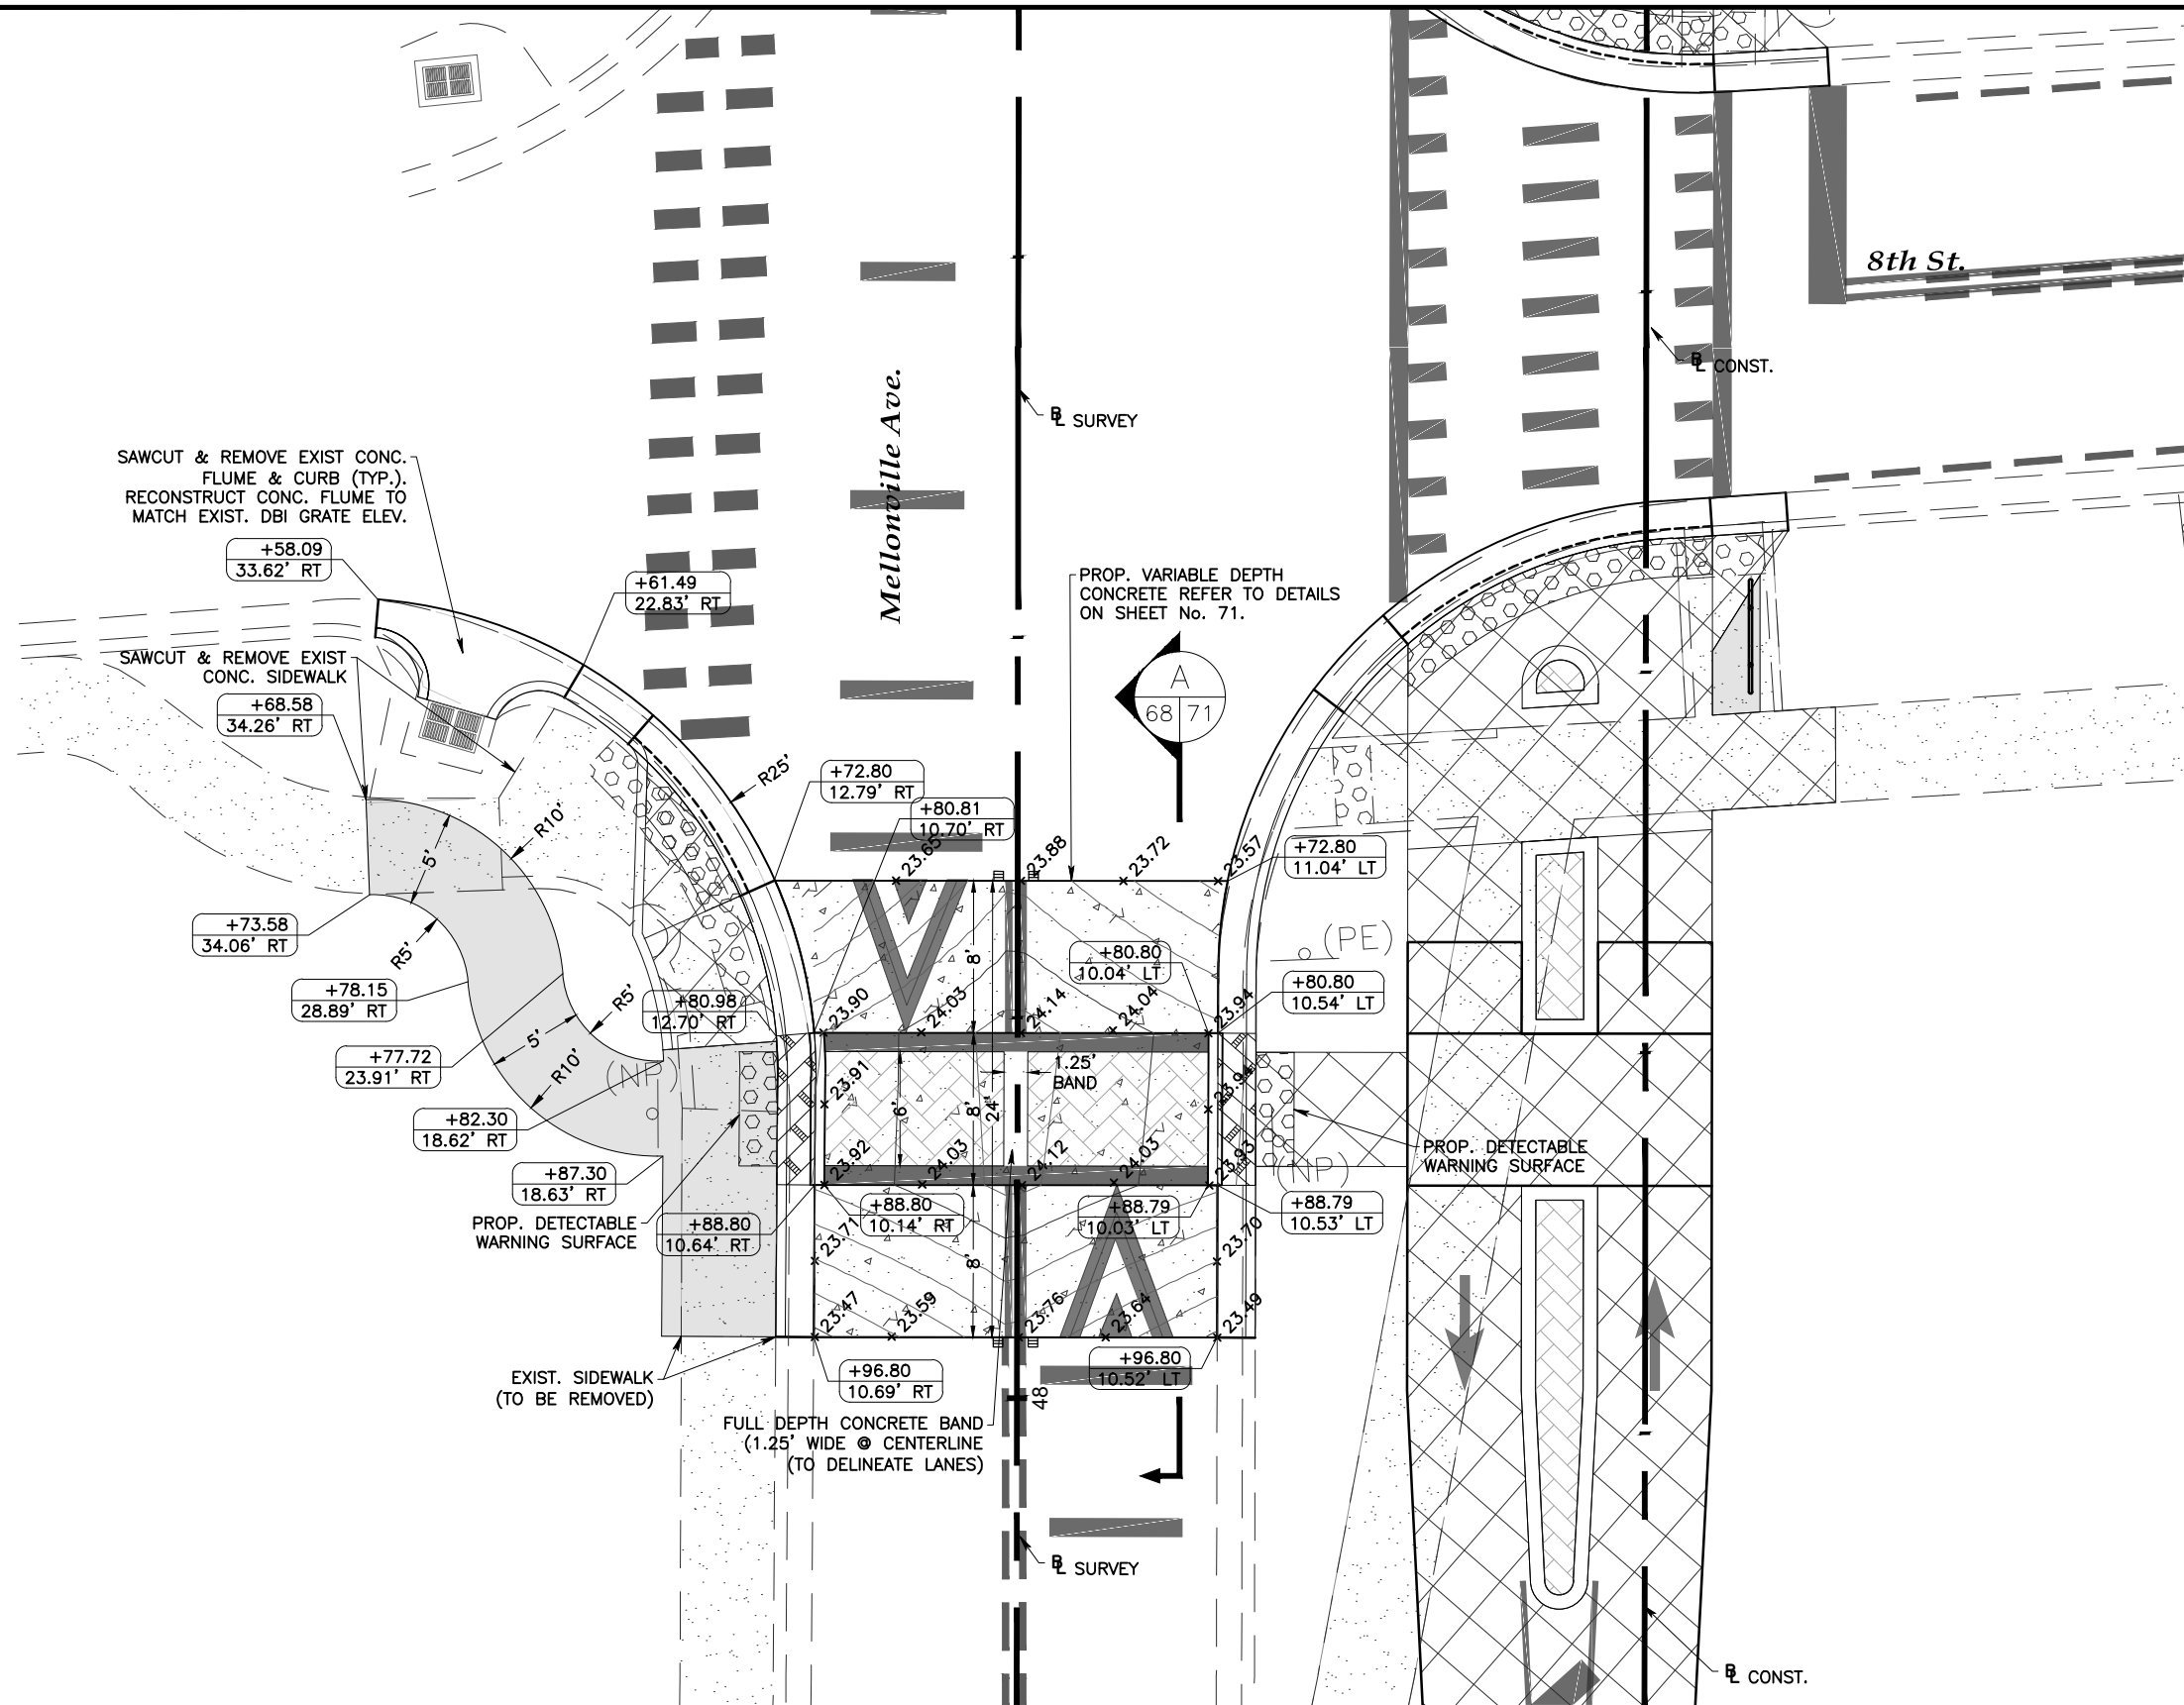 8th St.
Mellonville Ave.
B̵L CONST.
B̵L SURVEY
SAWCUT & REMOVE EXIST CONC.
FLUME & CURB (TYP.).
RECONSTRUCT CONC. FLUME TO
MATCH EXIST. DBI GRATE ELEV.
+58.09
33.62' RT
+61.49
22.83' RT
PROP. VARIABLE DEPTH
CONCRETE REFER TO DETAILS
ON SHEET No. 71.
A
68 71
SAWCUT & REMOVE EXIST
CONC. SIDEWALK
+68.58
34.26' RT
R25'
R10'
5'
+72.80
12.79' RT
+80.81
10.70' RT
23.65
23.88
23.72
23.57
+72.80
11.04' LT
+73.58
34.06' RT
R5'
8'
(PE)
+80.80
10.04' LT
+80.80
10.54' LT
+78.15
28.89' RT
R5'
+80.98
12.70' RT
23.90
24.03
24.14
24.04
23.94
5'
+77.72
23.91' RT
R10'
(NP)
23.91
6'
8'
24'
1.25'
BAND
23.94
+82.30
18.62' RT
23.92
24.03
24.12
24.03
23.93
(NP)
PROP. DETECTABLE
WARNING SURFACE
+87.30
18.63' RT
PROP. DETECTABLE
WARNING SURFACE
+88.80
10.64' RT
+88.80
10.14' RT
+88.79
10.03' LT
+88.79
10.53' LT
23.71
8'
23.70
23.47
23.59
23.76
23.64
23.49
EXIST. SIDEWALK
(TO BE REMOVED)
+96.80
10.69' RT
+96.80
10.52' LT
48
FULL DEPTH CONCRETE BAND
(1.25' WIDE @ CENTERLINE
(TO DELINEATE LANES)
B̵L SURVEY
B̵L CONST.